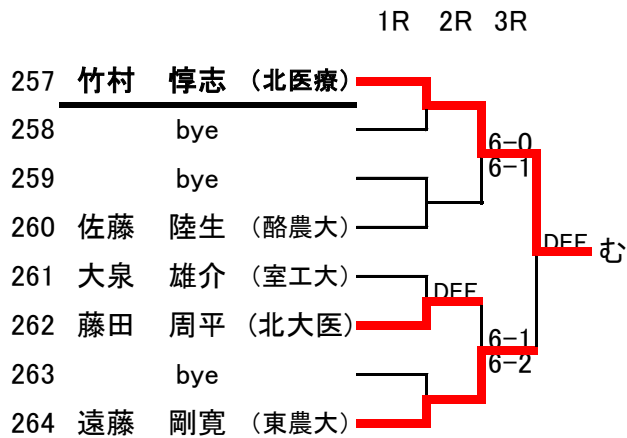 1R 2R 3R
257 竹村 惇志 (北医療)
258 bye
6-0
6-1
259 bye
260 佐藤 陸生 (酪農大)
DEF む
261 大泉 雄介 (室工大)
DEF
262 藤田 周平 (北大医)
6-1
6-2
263 bye
264 遠藤 剛寛 (東農大)